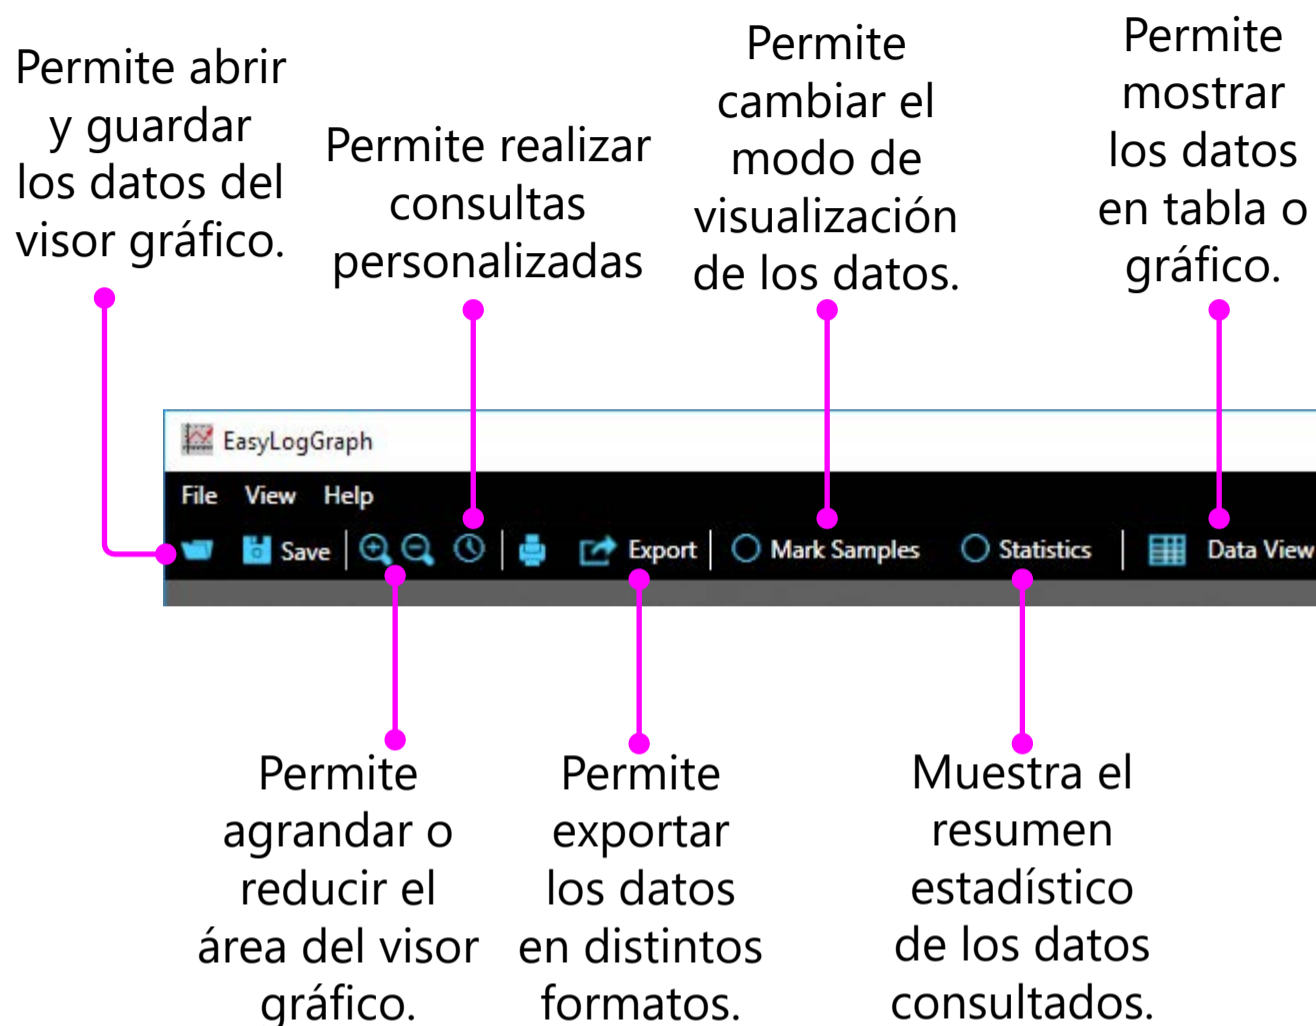 Permite abrir
y guardar
los datos del
visor gráfico.
Permite realizar
consultas
personalizadas
Permite
cambiar el
modo de
visualización
de los datos.
Permite
mostrar
los datos
en tabla o
gráfico.
EasyLogGraph
File View Help
Save Export Mark Samples Statistics Data View
Permite
agrandar o
reducir el
área del visor
gráfico.
Permite
exportar
los datos
en distintos
formatos.
Muestra el
resumen
estadístico
de los datos
consultados.